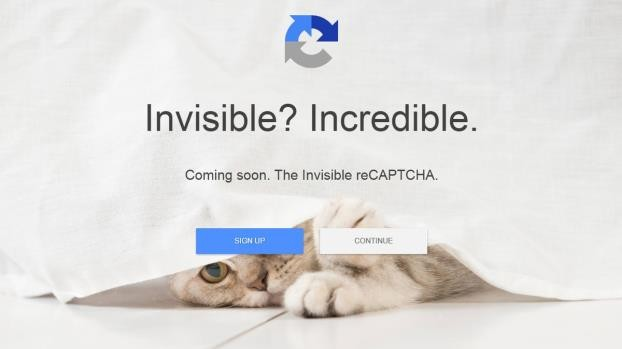 Invisible? Incredible.
Coming soon. The Invisible reCAPTCHA.
SIGN UP
CONTINUE